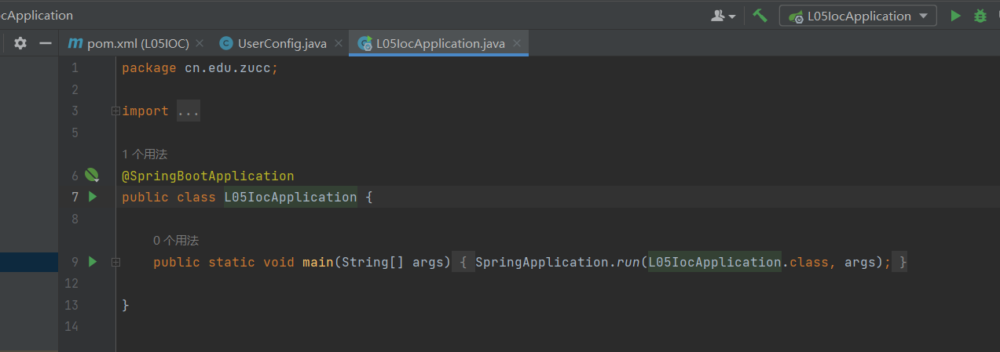 cApplication
L05IocApplication
pom.xml (L05IOC)
UserConfig.java
L05IocApplication.java
1 package cn.edu.zucc;
2
3 import ...
5
1 个用法
6 @SpringBootApplication
7 public class L05IocApplication {
8
0 个用法
9 public static void main(String[] args) { SpringApplication.run(L05IocApplication.class, args); }
12
13 }
14